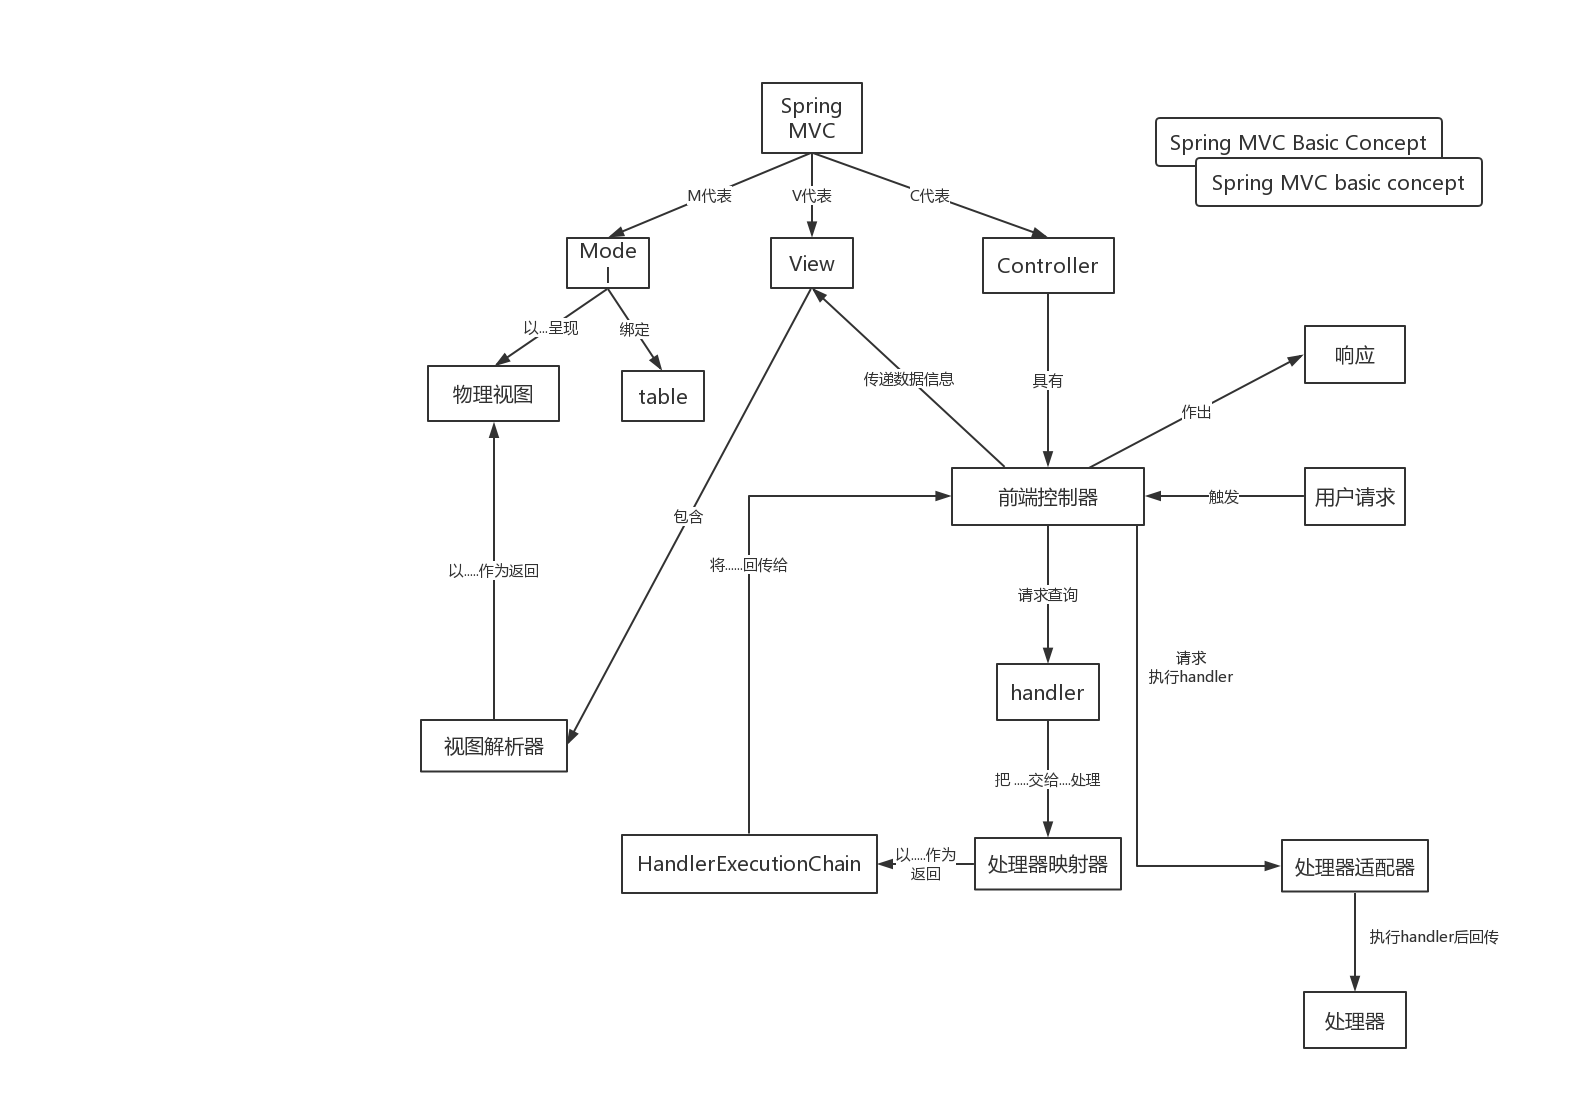 Spring
MVC
Spring MVC Basic Concept
Spring MVC basic concept
M代表
V代表
C代表
Mode
l
View
Controller
以...呈现
绑定
物理视图
table
传递数据信息
具有
响应
作出
前端控制器
触发
用户请求
包含
以.....作为返回
将......回传给
请求查询
请求
执行handler
handler
视图解析器
把 .....交给....处理
HandlerExecutionChain
以.....作为
返回
处理器映射器
处理器适配器
执行handler后回传
处理器